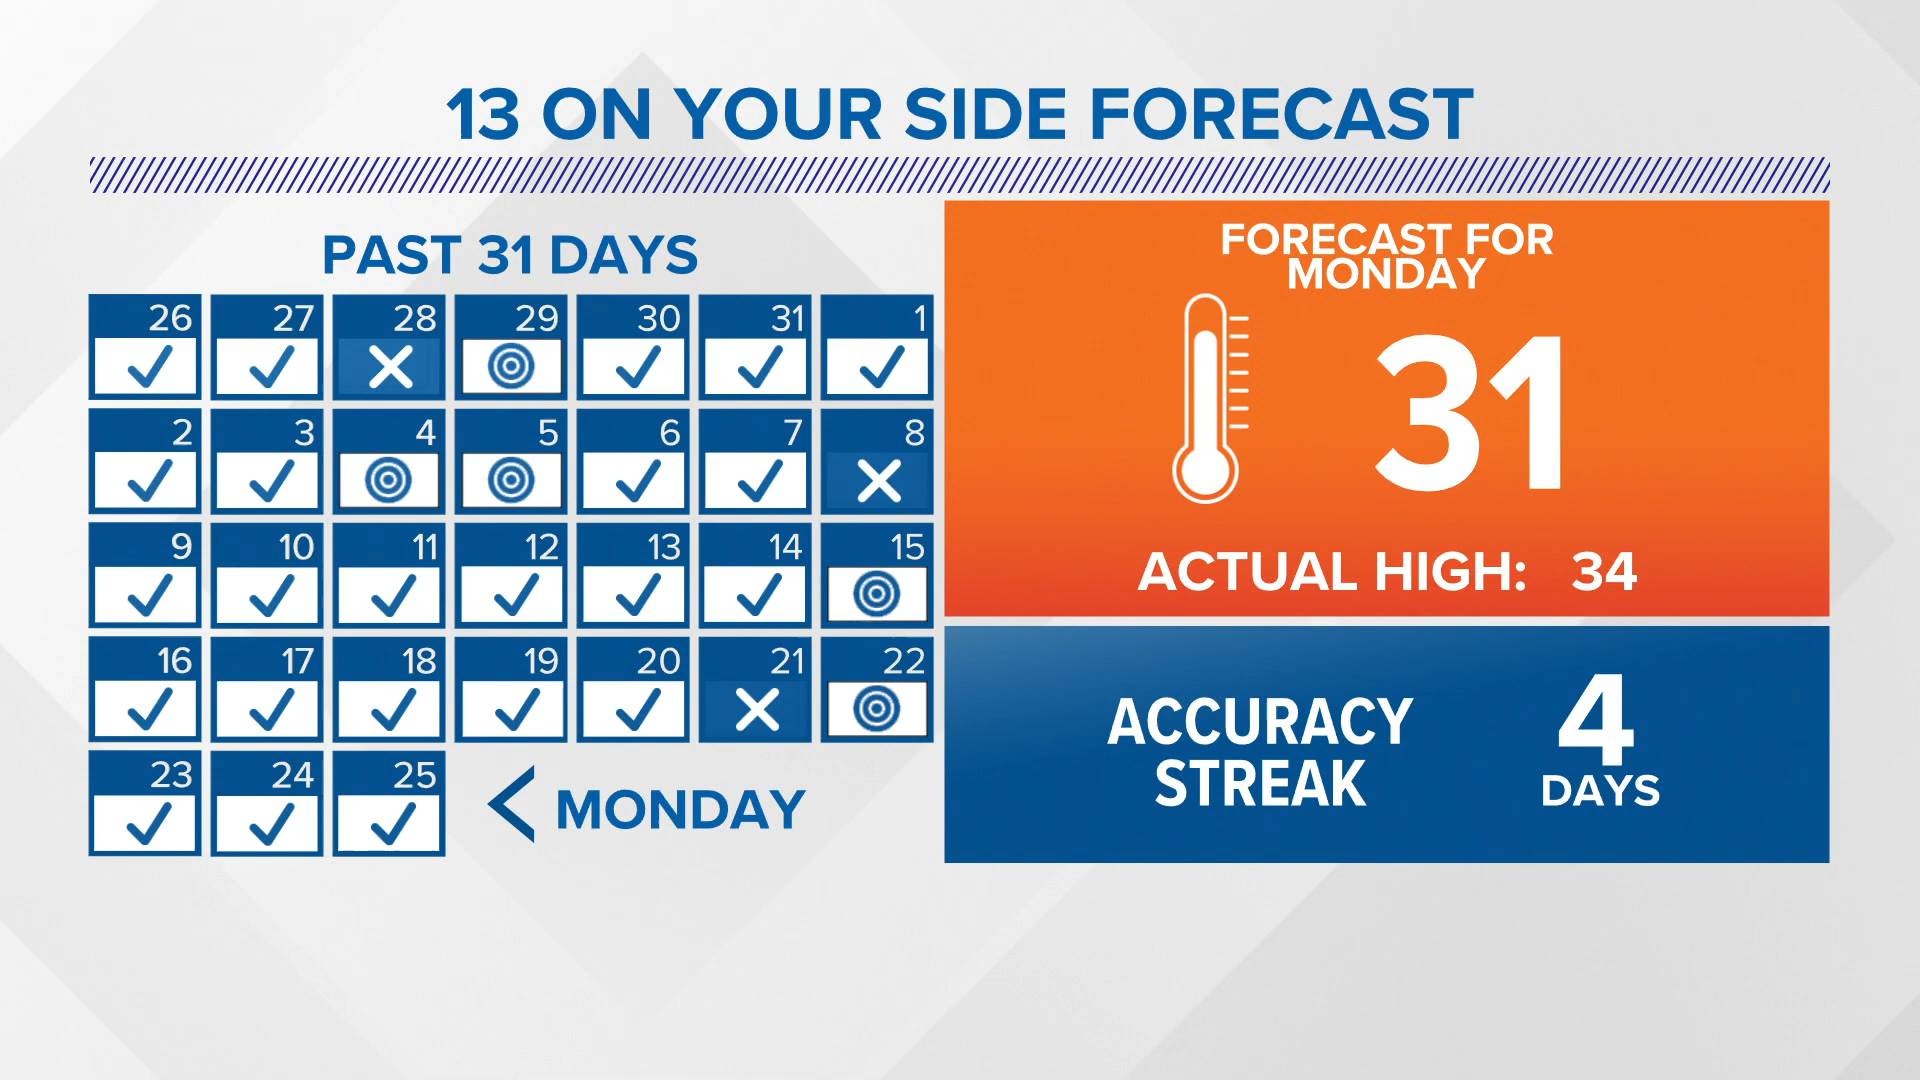 13 ON YOUR SIDE FORECAST
PAST 31 DAYS
26 27 28 29 30 31 1
2 3 4 5 6 7 8
9 10 11 12 13 14 15
16 17 18 19 20 21 22
23 24 25
MONDAY
FORECAST FOR
MONDAY
31
ACTUAL HIGH: 34
ACCURACY
STREAK
4
DAYS